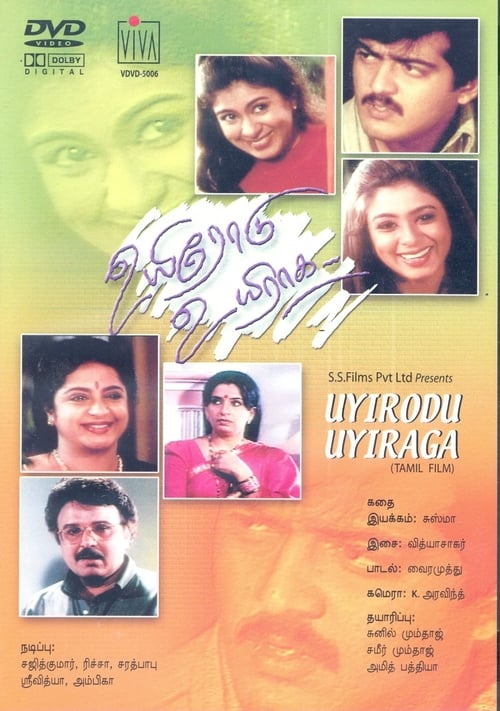 DVD
VIDEO
DOLBY
DIGITAL
VIVA
VDVD-5006
உயிரோடு
உயிராக
S.S.Films Pvt Ltd Presents
UYIRODU
UYIRAGA
(TAMIL FILM)
கதை
இயக்கம்: சுஸ்மா
இசை: வித்யாசாகர்
பாடல்: வைரமுத்து
கமெரா: K. அரவிந்த்
தயாரிப்பு:
சுனில் மும்தாஜ்
சமீர் மும்தாஜ்
அமித் பத்தியா
நடிப்பு:
சஜித்குமார், ரிச்சா, சரத்பாபு
ஸ்ரீவித்யா, அம்பிகா